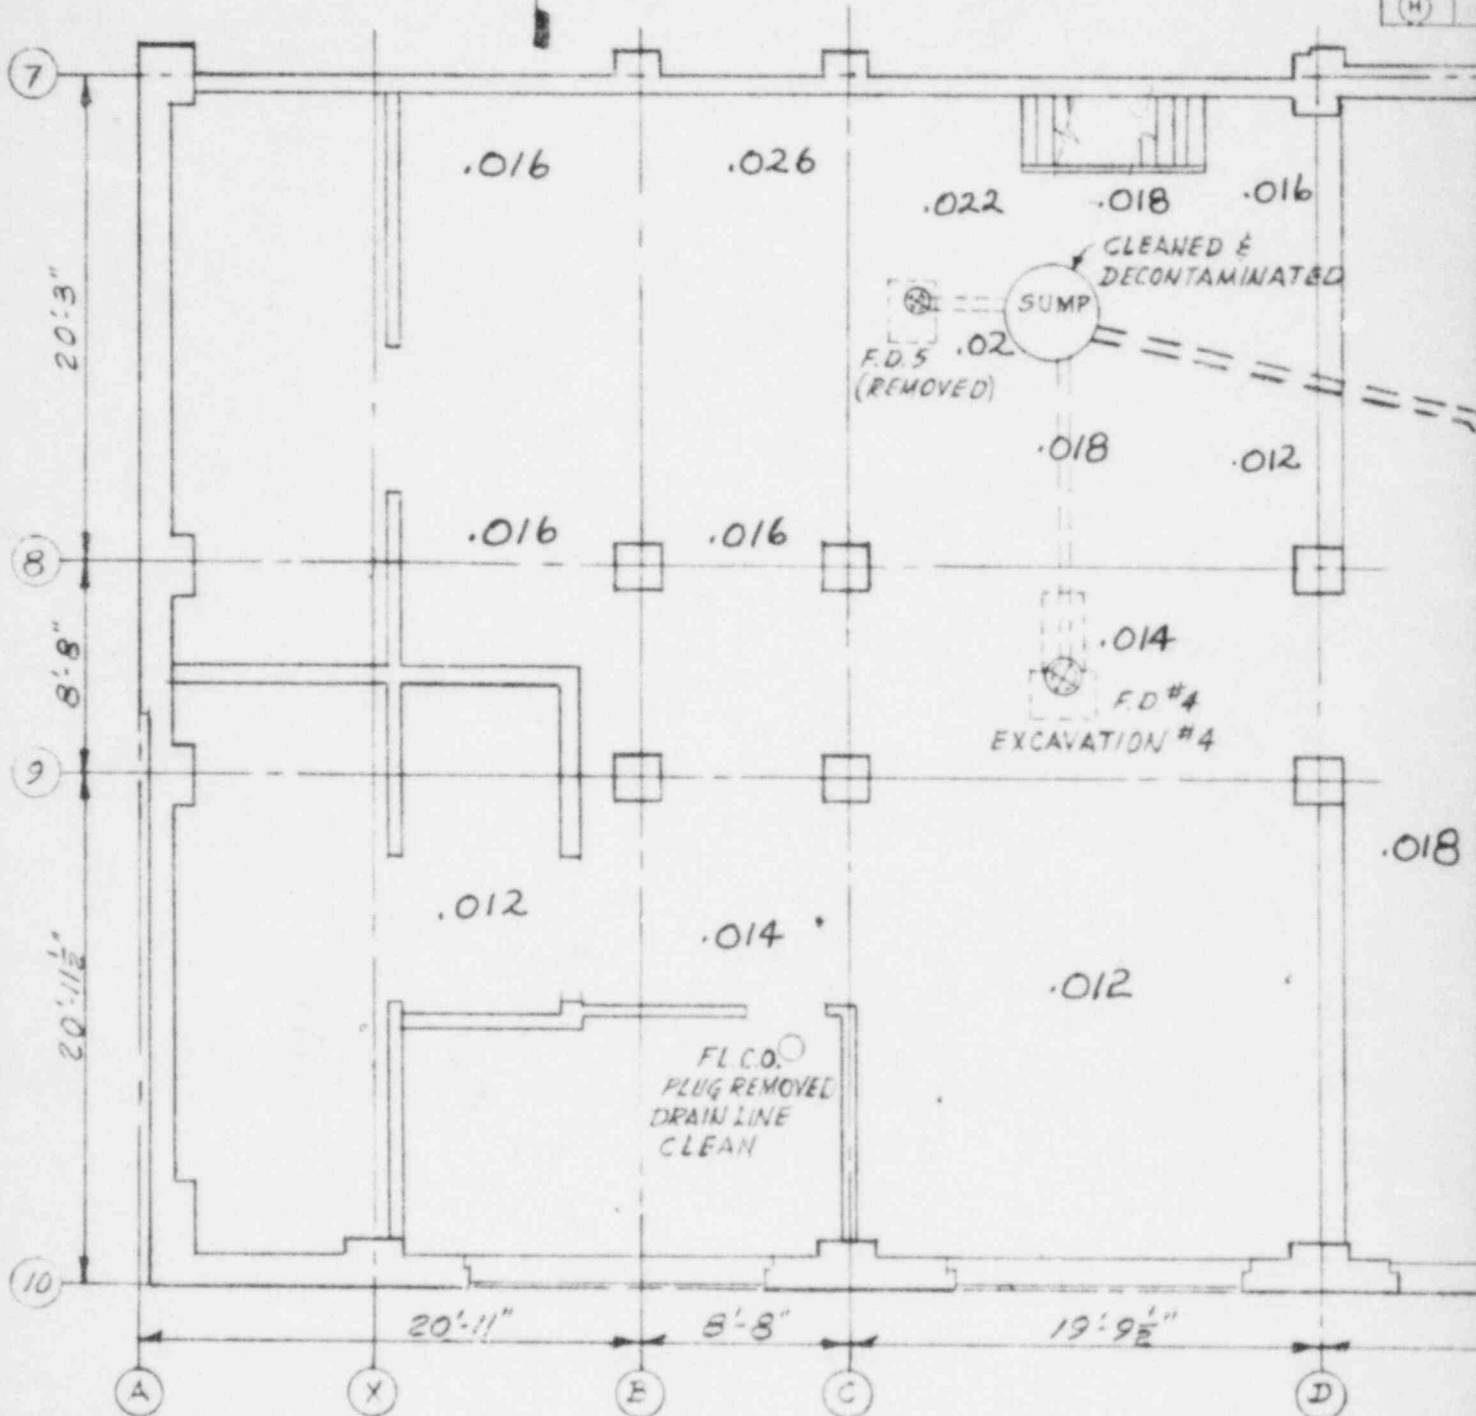 H
7
.016
.026
.022
.018
.016
CLEANED &
DECONTAMINATED
SUMP
20'-3"
.02
F.D.5
(REMOVED)
.018
.012
.016
.016
8
8'-8"
.014
F.D #4
EXCAVATION #4
9
.018
.012
.014
.012
20'-11½"
FL.C.O.
PLUG REMOVED
DRAIN LINE
CLEAN
10
20'-11"
8'-8"
19'-9½"
A
X
B
C
D